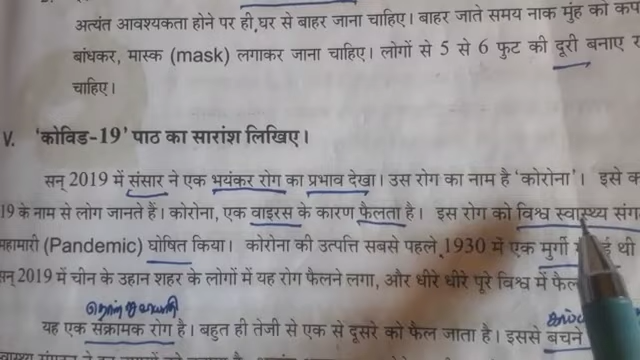 अत्यंत आवश्यकता होने पर ही, घर से बाहर जाना चाहिए। बाहर जाते समय नाक मुंह को
बांधकर, मास्क (mask) लगाकर जाना चाहिए। लोगों से 5 से 6 फुट की दूरी बनाए
चाहिए।
V. 'कोविड-19' पाठ का सारांश लिखिए।
सन् 2019 में संसार ने एक भयंकर रोग का प्रभाव देखा। उस रोग का नाम है 'कोरोना'। इसे
19 के नाम से लोग जानते हैं। कोरोना, एक वाइरस के कारण फैलता है। इस रोग को विश्व स्वास्थ्य
महामारी (Pandemic) घोषित किया। कोरोना की उत्पत्ति सबसे पहले, 1930 में एक मुर्गी थी
सन् 2019 में चीन के उहान शहर के लोगों में यह रोग फैलने लगा, और धीरे धीरे पूरे विश्व में
यह एक संक्रामक रोग है। बहुत ही तेजी से एक से दूसरे को फैल जाता है। इससे बचने